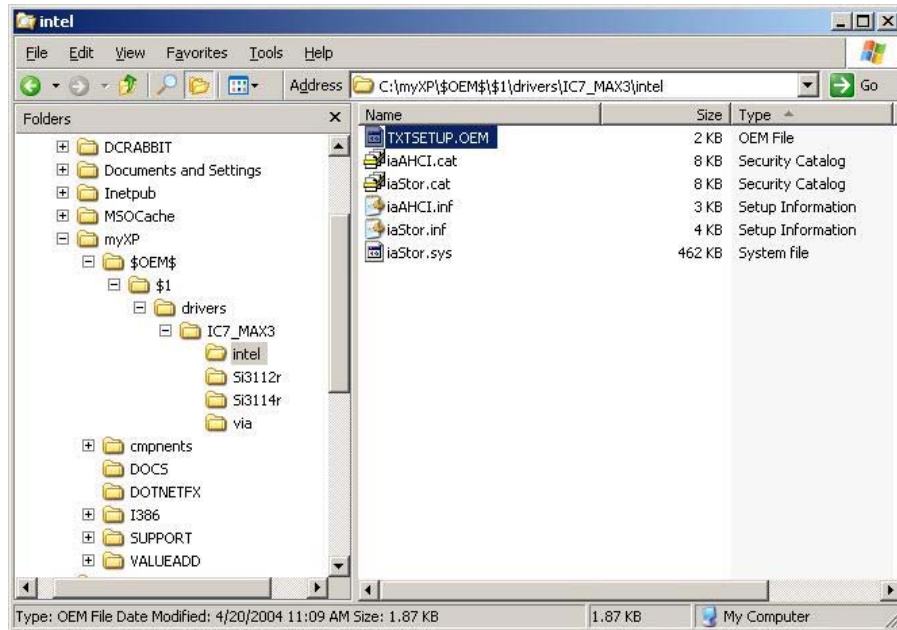 intel
File Edit View Favorites Tools Help
Address C:\myXP\$OEM$\$1\drivers\IC7_MAX3\intel Go
Folders
DCRABBIT
Documents and Settings
Inetpub
MSOCache
myXP
$OEM$
$1
drivers
IC7_MAX3
intel
Si3112r
Si3114r
via
cmpnents
DOCS
DOTNETFX
I386
SUPPORT
VALUEADD
Name Size Type
TXTSETUP.OEM 2 KB OEM File
iaAHCI.cat 8 KB Security Catalog
iaStor.cat 8 KB Security Catalog
iaAHCI.inf 3 KB Setup Information
iaStor.inf 4 KB Setup Information
iaStor.sys 462 KB System file
Type: OEM File Date Modified: 4/20/2004 11:09 AM Size: 1.87 KB 1.87 KB My Computer